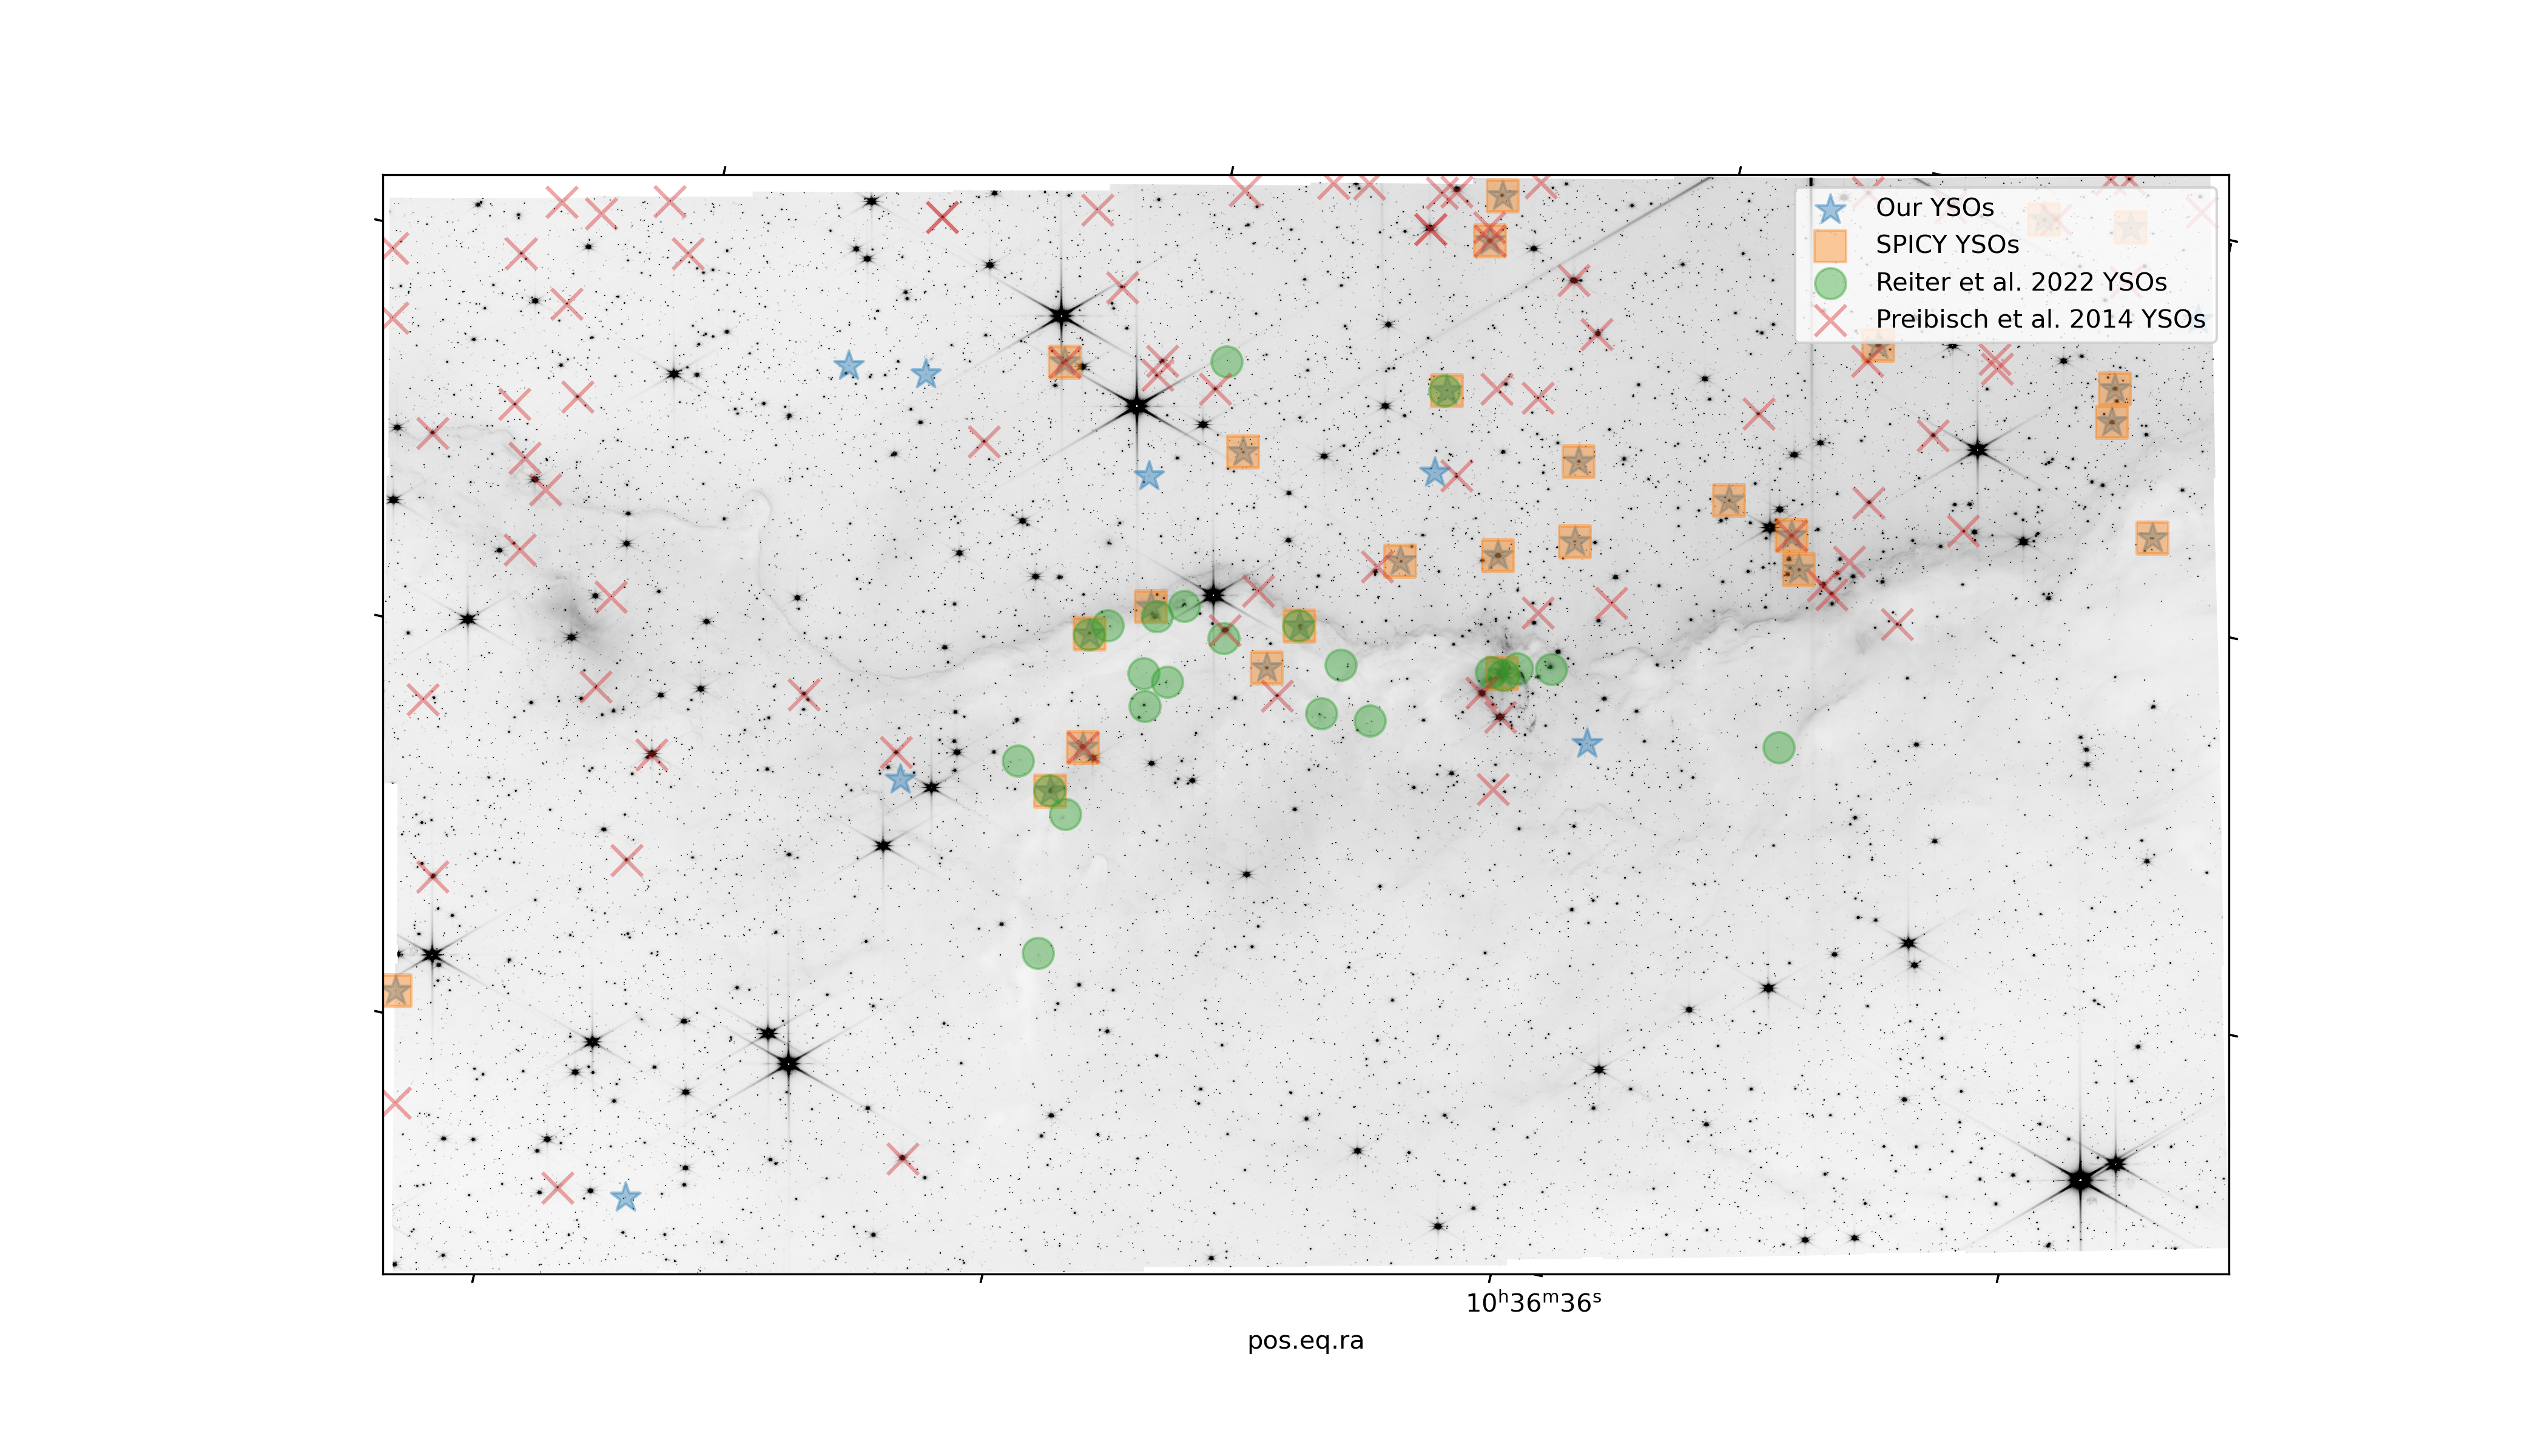 Our YSOs
SPICY YSOs
Reiter et al. 2022 YSOs
Preibisch et al. 2014 YSOs
10ʰ36ᵐ36ˢ
pos.eq.ra